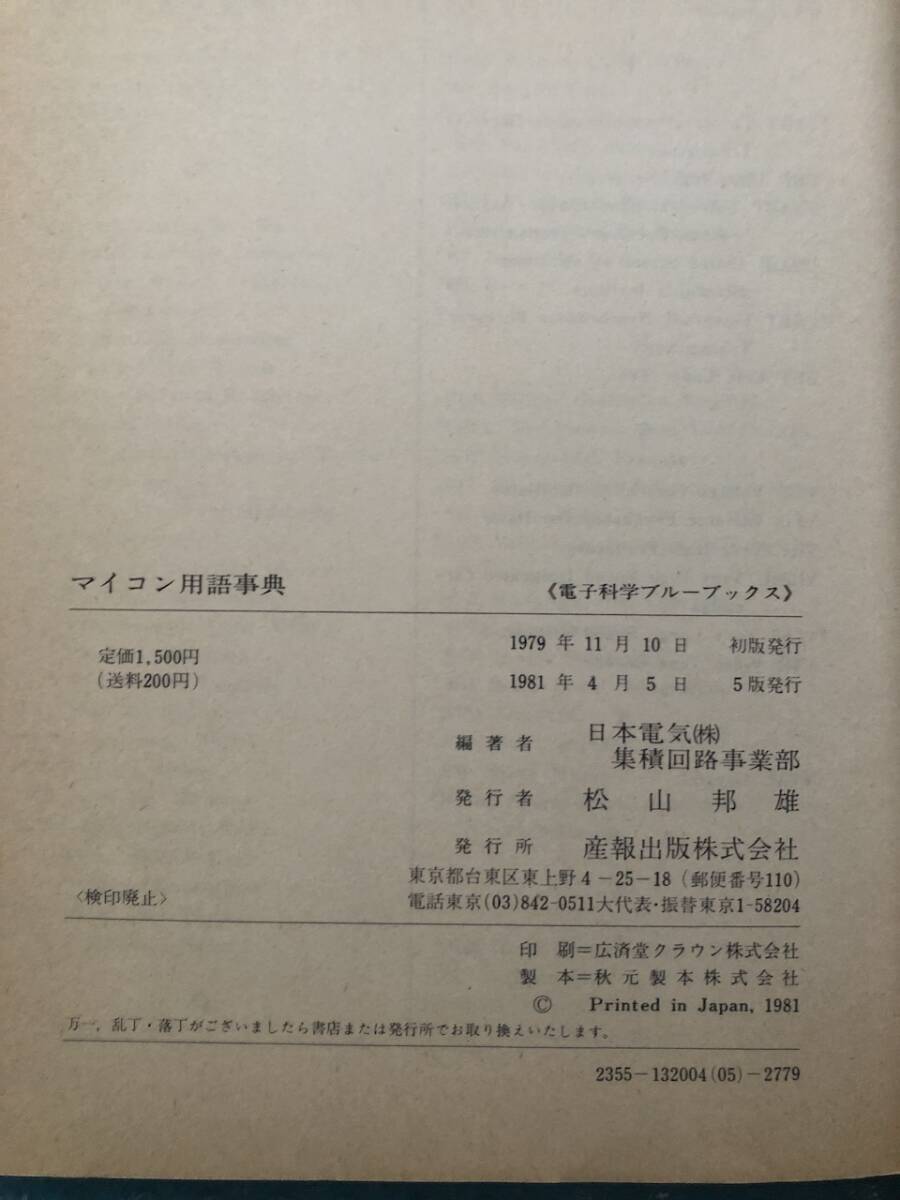 マイコン用語事典
《電子科学ブルーブックス》
定価1,500円
(送料200円)
1979 年 11 月 10 日 初版発行
1981 年 4 月 5 日 5版発行
編著者 日本電気㈱
集積回路事業部
発行者 松山邦雄
発行所 産報出版株式会社
東京都台東区東上野4-25-18 (郵便番号110)
〈検印廃止〉
電話東京(03)842-0511大代表・振替東京1-58204
印刷=広済堂クラウン株式会社
製本=秋元製本株式会社
© Printed in Japan, 1981
万一, 乱丁・落丁がございましたら書店または発行所でお取り換えいたします。
2355-132004(05)-2779